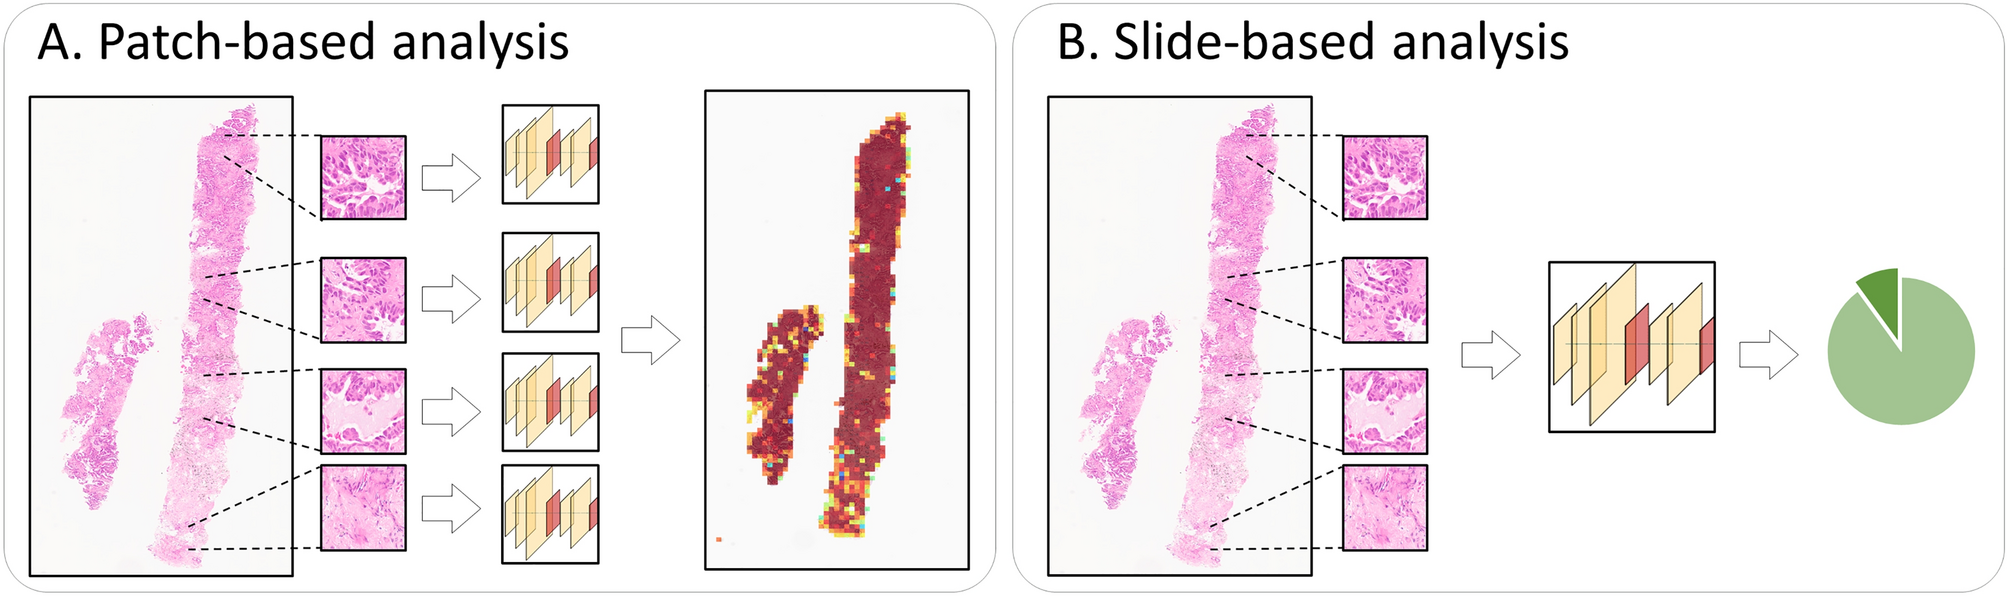 A. Patch-based analysis
B. Slide-based analysis